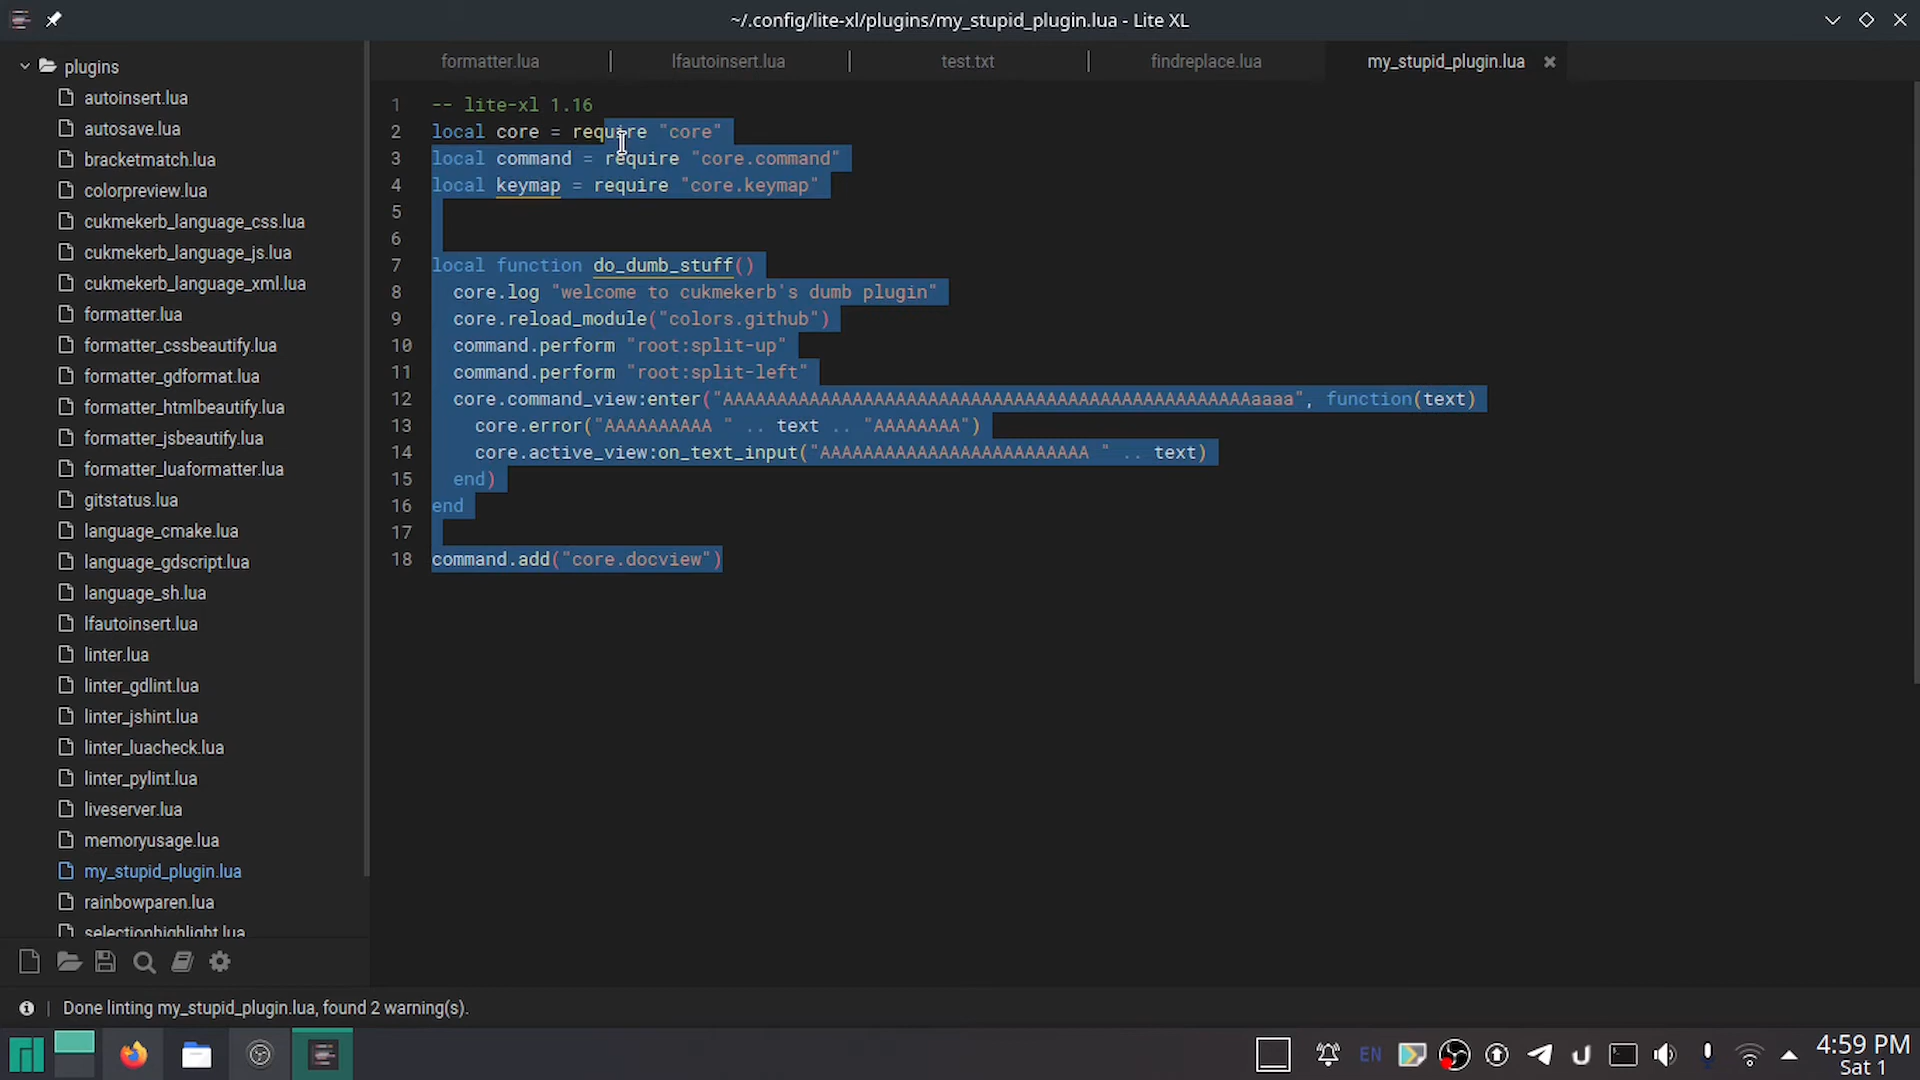 ~/.config/lite-xl/plugins/my_stupid_plugin.lua - Lite XL
plugins
autoinsert.lua
autosave.lua
bracketmatch.lua
colorpreview.lua
cukmekerb_language_css.lua
cukmekerb_language_js.lua
cukmekerb_language_xml.lua
formatter.lua
formatter_cssbeautify.lua
formatter_gdformat.lua
formatter_htmlbeautify.lua
formatter_jsbeautify.lua
formatter_luaformatter.lua
gitstatus.lua
language_cmake.lua
language_gdscript.lua
language_sh.lua
lfautoinsert.lua
linter.lua
linter_gdlint.lua
linter_jshint.lua
linter_luacheck.lua
linter_pylint.lua
liveserver.lua
memoryusage.lua
my_stupid_plugin.lua
rainbowparen.lua
selectionhighlight.lua
formatter.lua lfautoinsert.lua test.txt findreplace.lua my_stupid_plugin.lua
1 -- lite-xl 1.16
2 local core = require "core"
3 local command = require "core.command"
4 local keymap = require "core.keymap"
5
6
7 local function do_dumb_stuff()
8 core.log "welcome to cukmekerb's dumb plugin"
9 core.reload_module("colors.github")
10 command.perform "root:split-up"
11 command.perform "root:split-left"
12 core.command_view:enter("AAAAAAAAAAAAAAAAAAAAAAAAAAAAAAAAAAAAAAAAAAAAAAAAAaaaa", function(text)
13 core.error("AAAAAAAAAA " .. text .. "AAAAAAAA")
14 core.active_view:on_text_input("AAAAAAAAAAAAAAAAAAAAAAAAA " .. text)
15 end)
16 end
17
18 command.add("core.docview")
Done linting my_stupid_plugin.lua, found 2 warning(s).
EN
4:59 PM
Sat 1